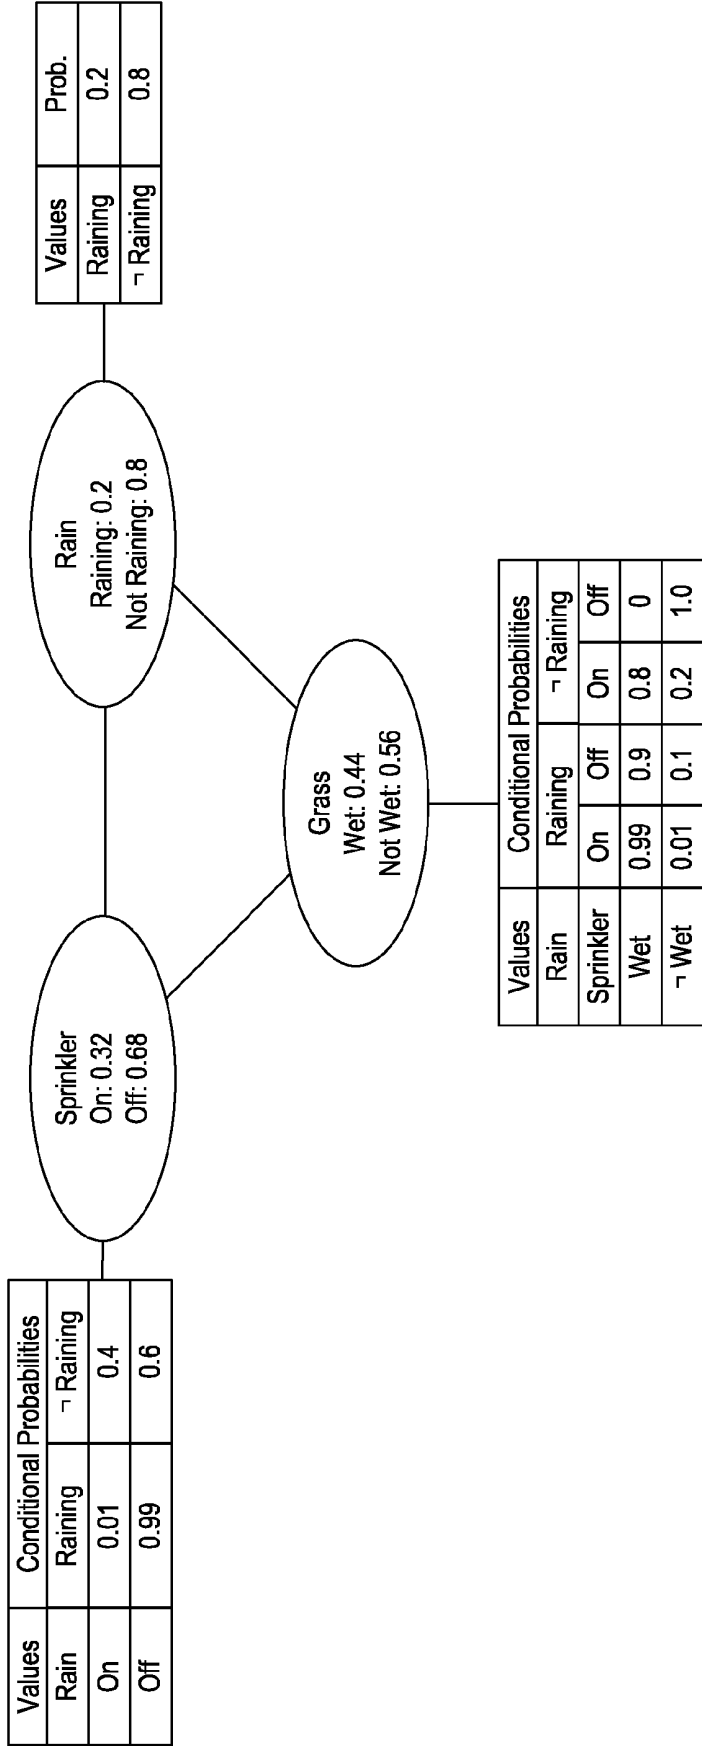 Values Conditional Probabilities
Rain Raining ¬ Raining
On 0.01 0.4
Off 0.99 0.6
Sprinkler
On: 0.32
Off: 0.68
Rain
Raining: 0.2
Not Raining: 0.8
Values Prob.
Raining 0.2
¬ Raining 0.8
Grass
Wet: 0.44
Not Wet: 0.56
Values Conditional Probabilities
Rain Raining ¬ Raining
Sprinkler On Off On Off
Wet 0.99 0.9 0.8 0
¬ Wet 0.01 0.1 0.2 1.0